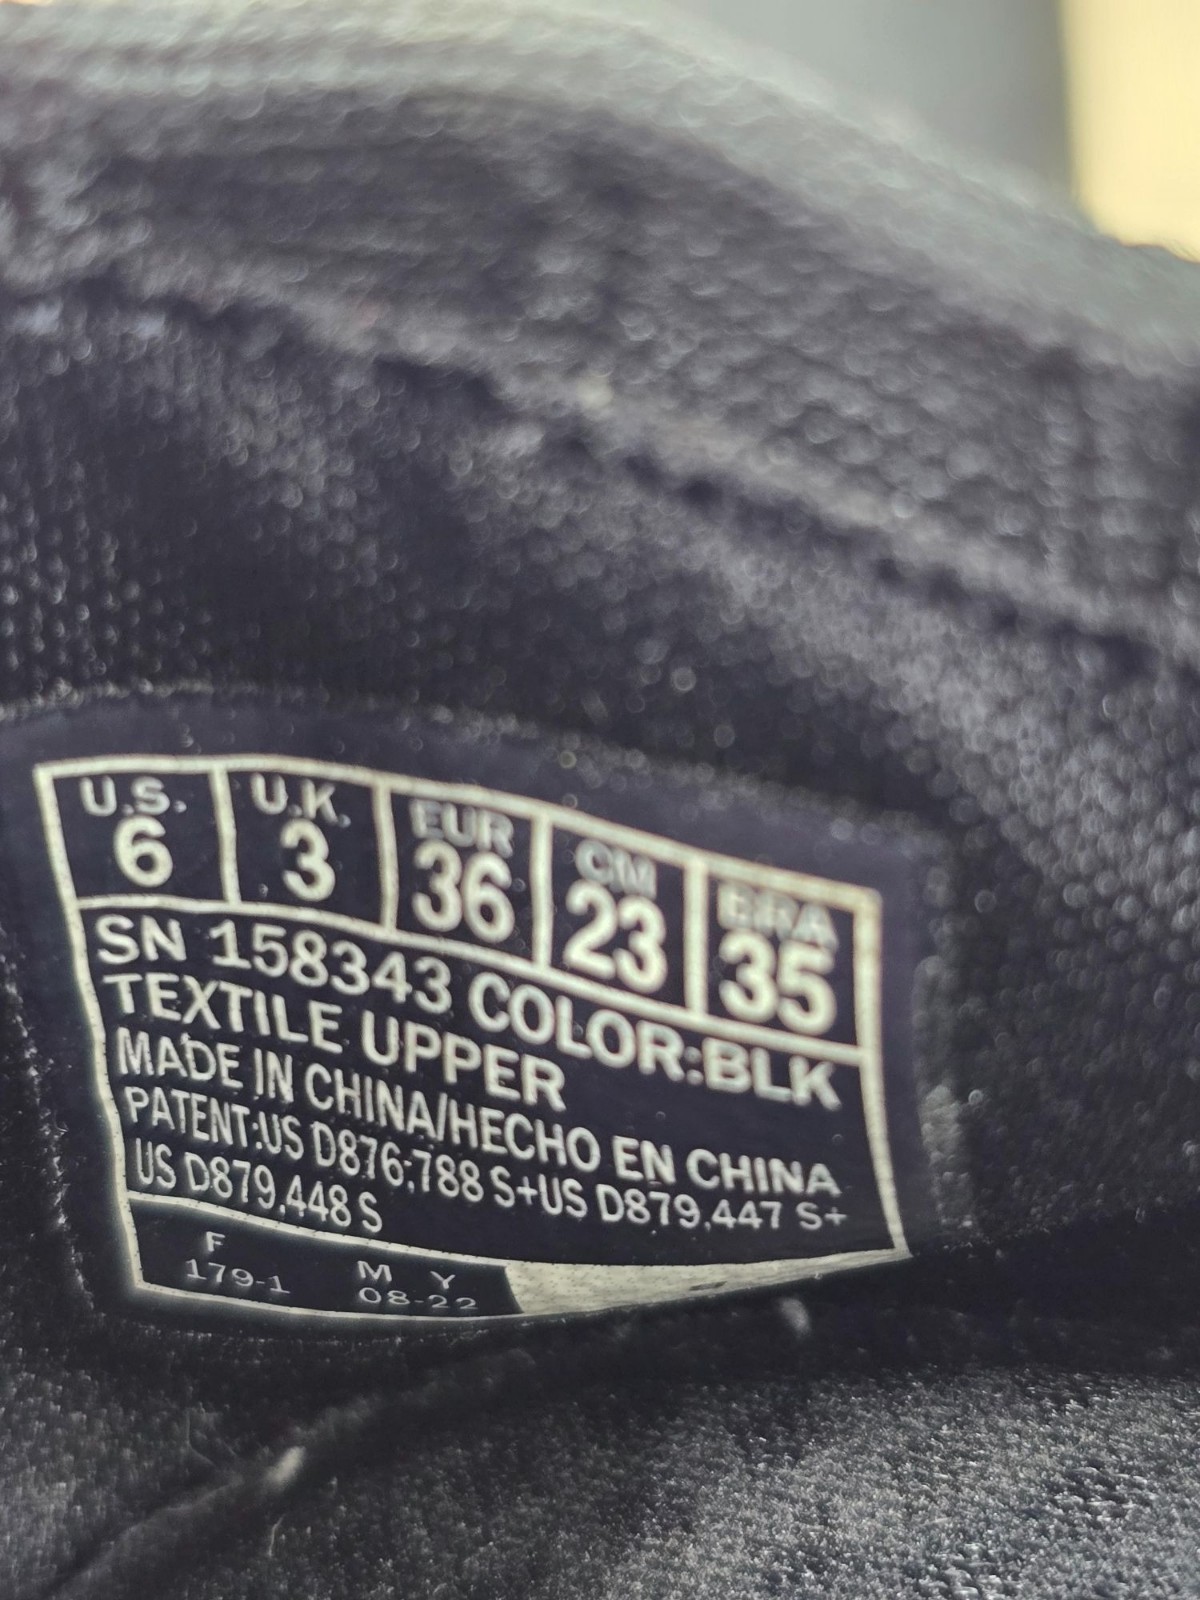 U.S. U.K. EUR CM BRA
6 3 36 23 35
SN 158343 COLOR:BLK
TEXTILE UPPER
MADE IN CHINA/HECHO EN CHINA
PATENT:US D876,788 S+US D879,447 S+
US D879,448 S
F M Y
179-1 08-22